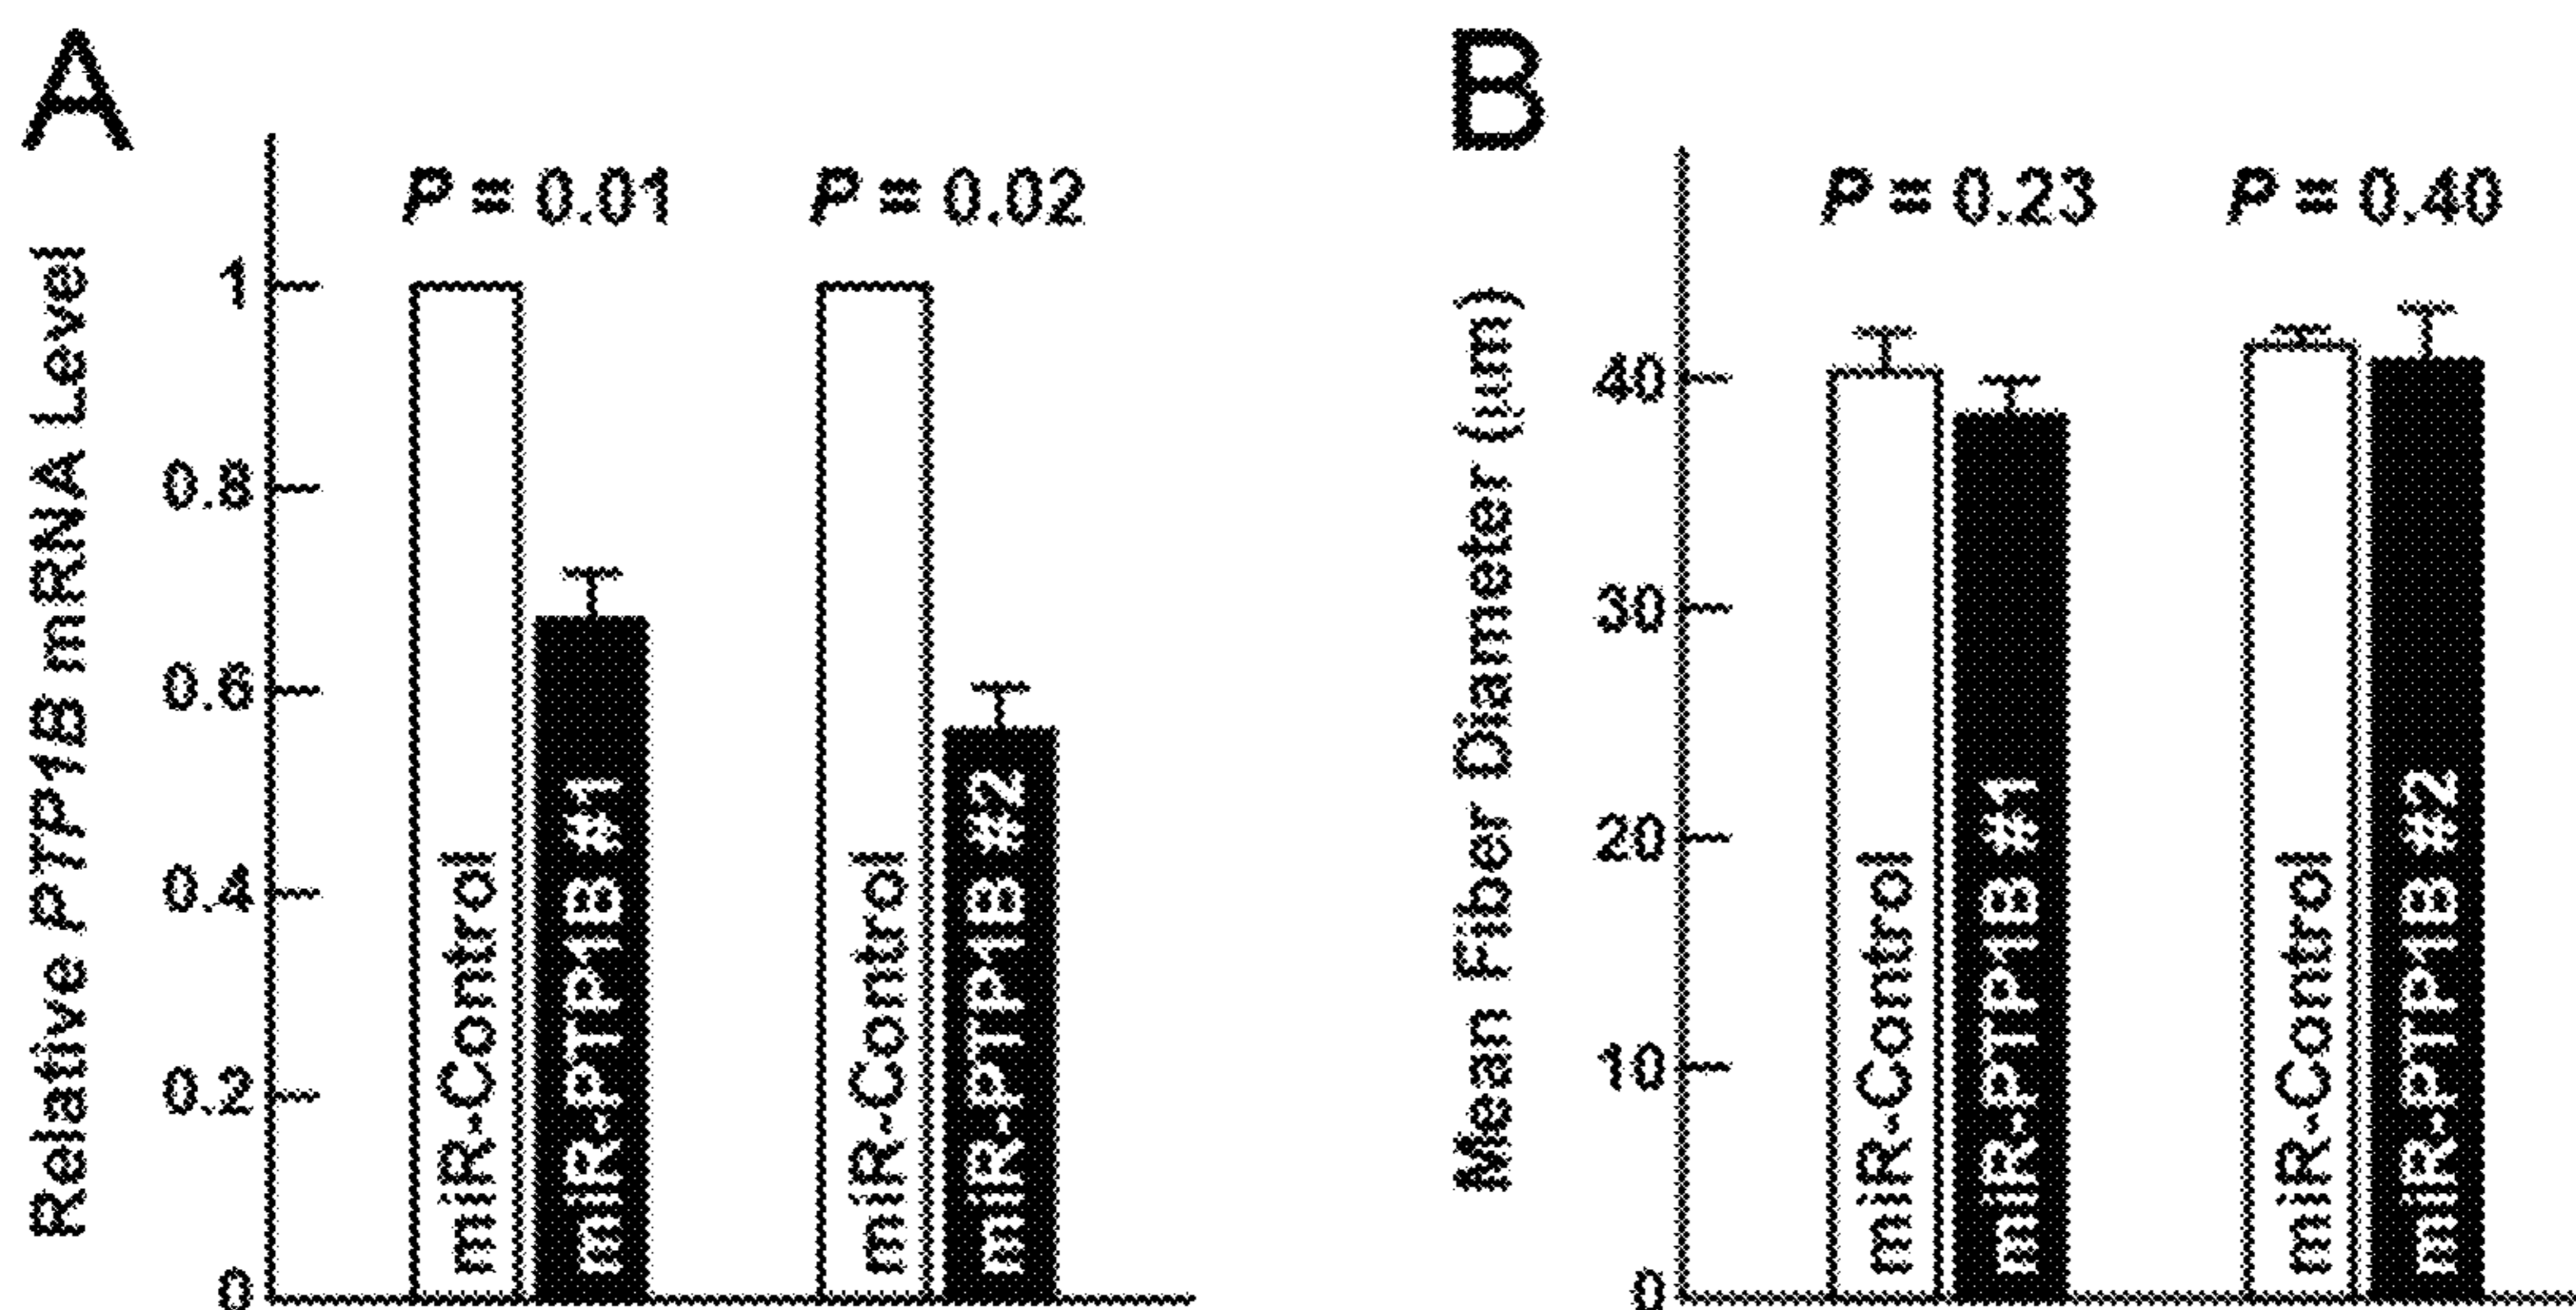 A
P = 0.01
P = 0.02
Relative PTP1B mRNA Level
1
0.8
0.6
0.4
0.2
0
miR-Control
miR-PTP1B #1
miR-Control
miR-PTP1B #2
B
P = 0.23
P = 0.40
Mean Fiber Diameter (μm)
40
30
20
10
0
miR-Control
miR-PTP1B #1
miR-Control
miR-PTP1B #2